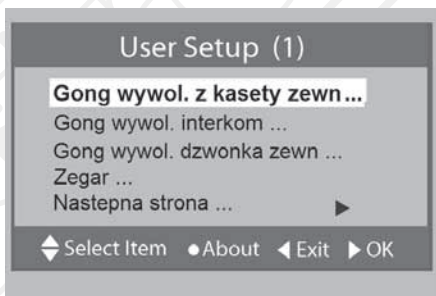 User Setup (1)
Gong wywol. z kasety zewn...
Gong wywol. interkom ...
Gong wywol. dzwonka zewn ...
Zegar ...
Nastepna strona ...
Select Item About Exit OK